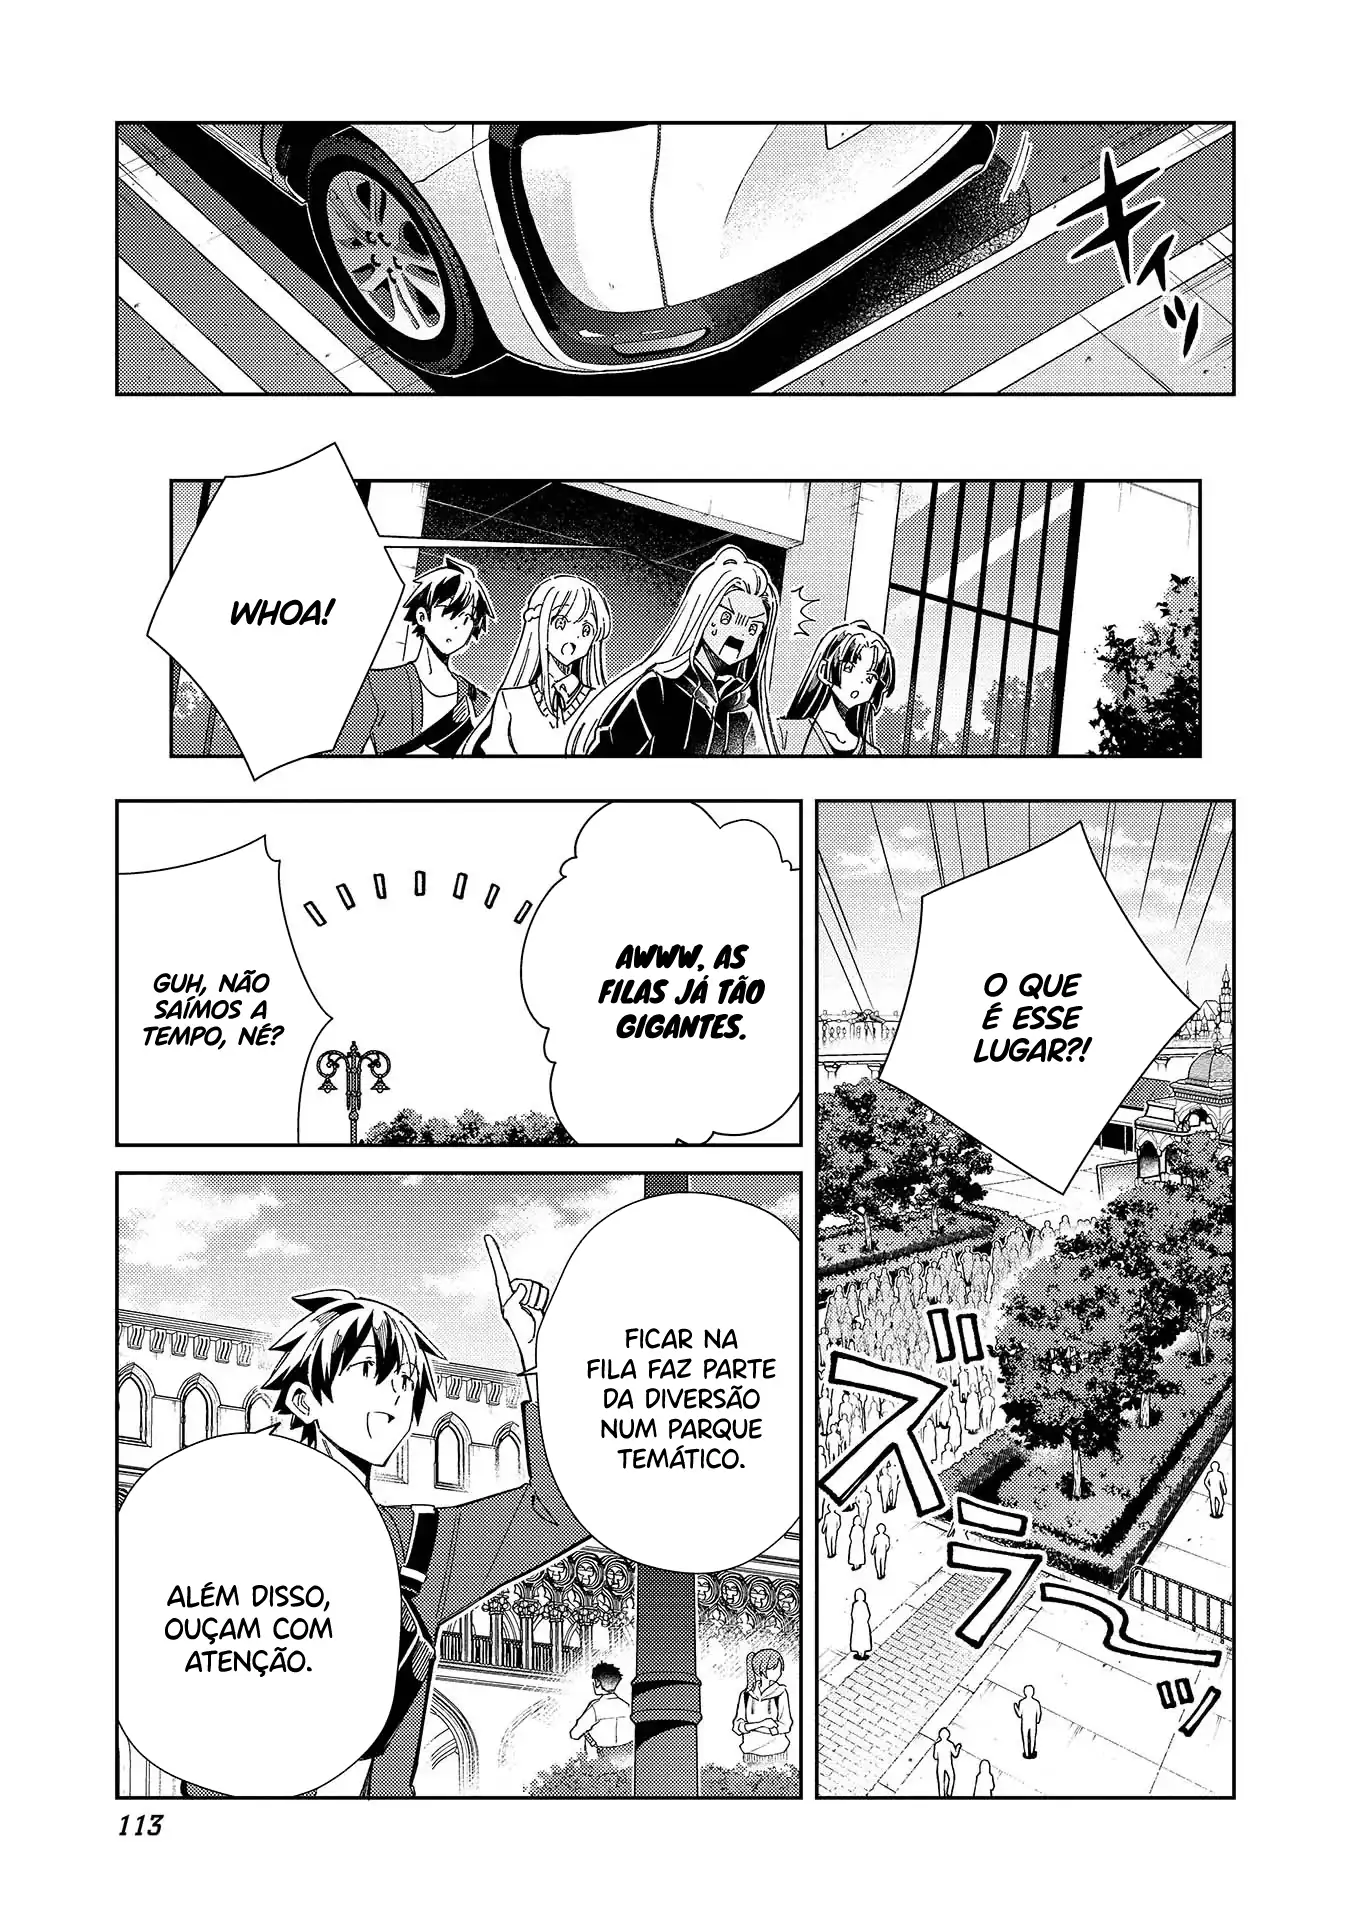 キィッ
WHOA!
O QUE
É ESSE
LUGAR?!
ズラーッ
AWWW, AS
FILAS JÁ TÃO
GIGANTES.
GUH, NÃO
SAÍMOS A
TEMPO, NÉ?
FICAR NA
FILA FAZ PARTE
DA DIVERSÃO
NUM PARQUE
TEMÁTICO.
ALÉM DISSO,
OUÇAM COM
ATENÇÃO.
113